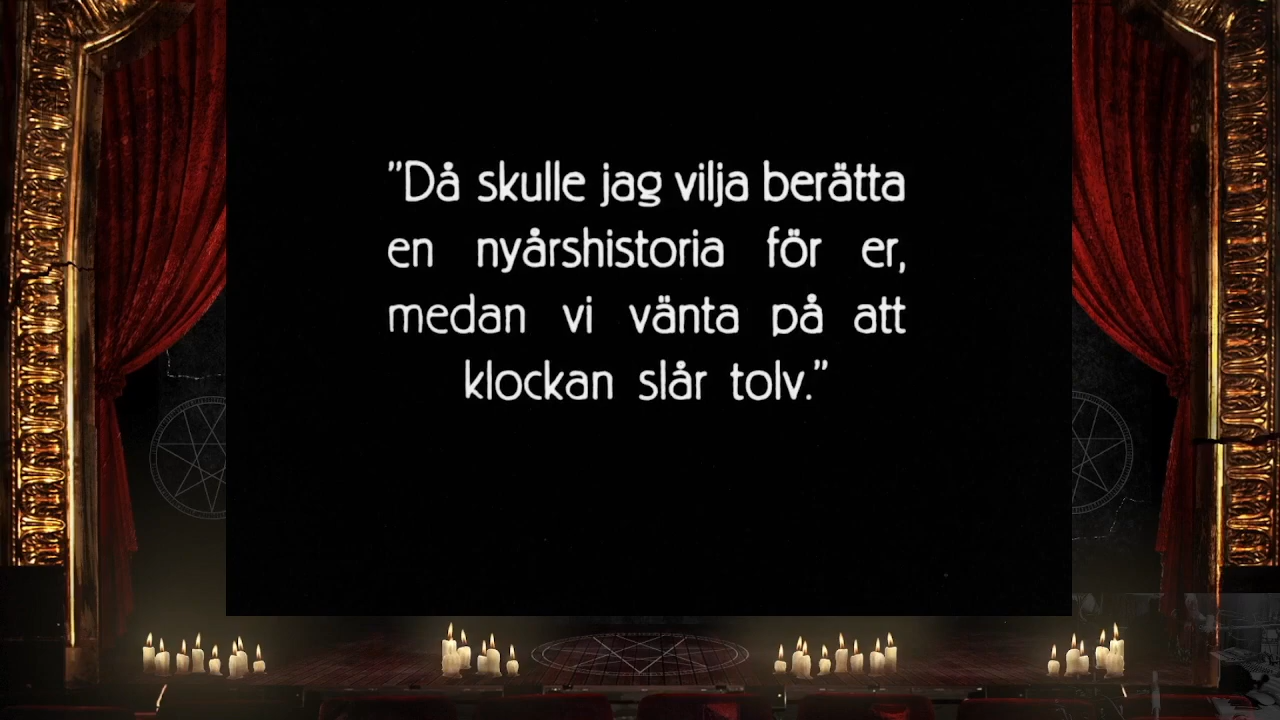 ”Då skulle jag vilja berätta
en nyårshistoria för er,
medan vi vänta på att
klockan slår tolv.”